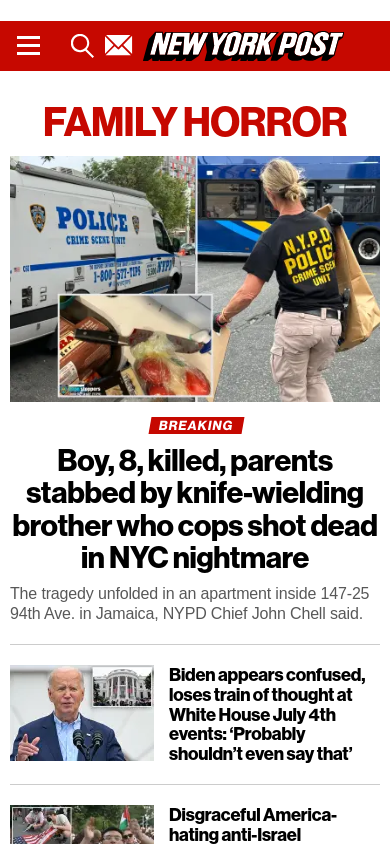 NEW YORK POST
FAMILY HORROR
POLICE
CRIME SCENE UNIT
1-800-577-TIPS
NYPD
N.Y.P.D.
POLICE
CRIME SCENE
UNIT
BREAKING
Boy, 8, killed, parents
stabbed by knife-wielding
brother who cops shot dead
in NYC nightmare
The tragedy unfolded in an apartment inside 147-25
94th Ave. in Jamaica, NYPD Chief John Chell said.
Biden appears confused,
loses train of thought at
White House July 4th
events: ‘Probably
shouldn’t even say that’
Disgraceful America-
hating anti-Israel